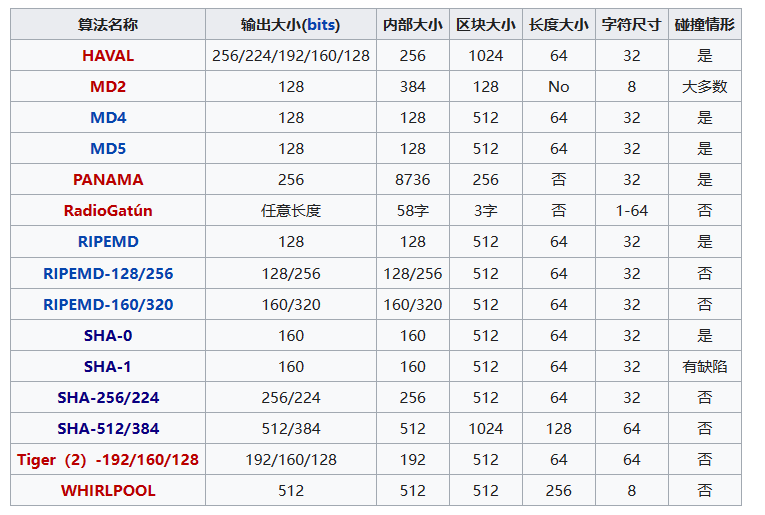 算法名称 输出大小(bits) 内部大小 区块大小 长度大小 字符尺寸 碰撞情形
HAVAL 256/224/192/160/128 256 1024 64 32 是
MD2 128 384 128 No 8 大多数
MD4 128 128 512 64 32 是
MD5 128 128 512 64 32 是
PANAMA 256 8736 256 否 32 是
RadioGatún 任意长度 58字 3字 否 1-64 否
RIPEMD 128 128 512 64 32 是
RIPEMD-128/256 128/256 128/256 512 64 32 否
RIPEMD-160/320 160/320 160/320 512 64 32 否
SHA-0 160 160 512 64 32 是
SHA-1 160 160 512 64 32 有缺陷
SHA-256/224 256/224 256 512 64 32 否
SHA-512/384 512/384 512 1024 128 64 否
Tiger（2）-192/160/128 192/160/128 192 512 64 64 否
WHIRLPOOL 512 512 512 256 8 否